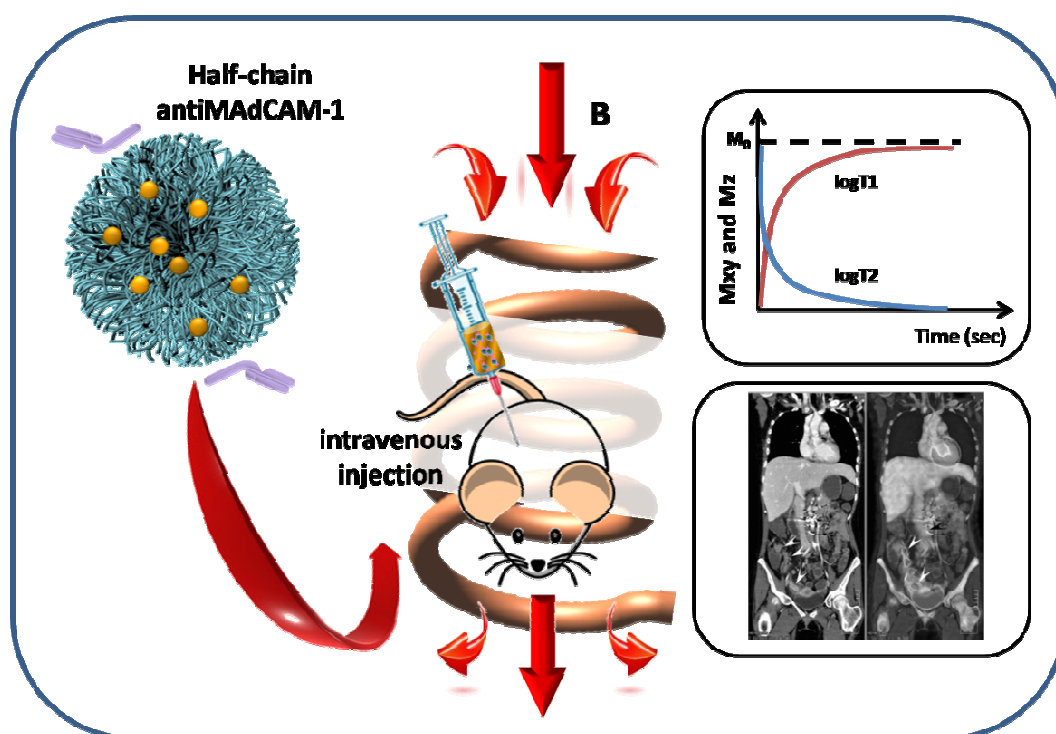 Half-chain
antiMAdCAM-1
B
intravenous
injection
M₀
logT1
logT2
Mxy and Mz
Time (sec)